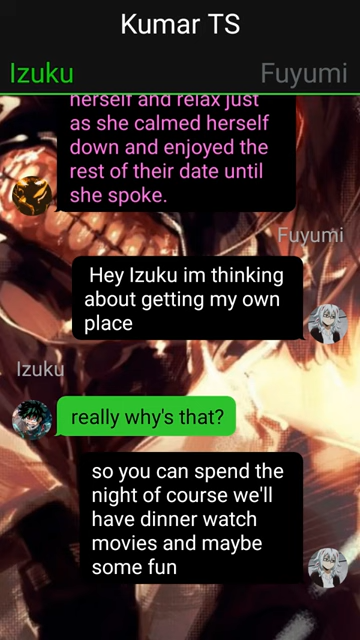 Kumar TS
Izuku
Fuyumi
herself and relax just
as she calmed herself
down and enjoyed the
rest of their date until
she spoke.
Fuyumi
Hey Izuku im thinking
about getting my own
place
Izuku
really why's that?
so you can spend the
night of course we'll
have dinner watch
movies and maybe
some fun